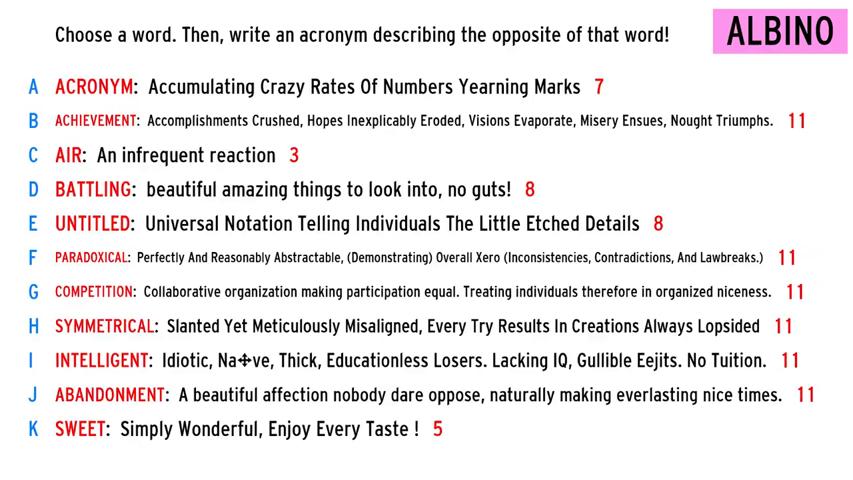 Choose a word. Then, write an acronym describing the opposite of that word!
ALBINO
A ACRONYM: Accumulating Crazy Rates Of Numbers Yearning Marks 7
B ACHIEVEMENT: Accomplishments Crushed, Hopes Inexplicably Eroded, Visions Evaporate, Misery Ensues, Nought Triumphs. 11
C AIR: An infrequent reaction 3
D BATTLING: beautiful amazing things to look into, no guts! 8
E UNTITLED: Universal Notation Telling Individuals The Little Etched Details 8
F PARADOXICAL: Perfectly And Reasonably Abstractable, (Demonstrating) Overall Xero (Inconsistencies, Contradictions, And Lawbreaks.) 11
G COMPETITION: Collaborative organization making participation equal. Treating individuals therefore in organized niceness. 11
H SYMMETRICAL: Slanted Yet Meticulously Misaligned, Every Try Results In Creations Always Lopsided 11
I INTELLIGENT: Idiotic, Na✣ve, Thick, Educationless Losers. Lacking IQ, Gullible Eejits. No Tuition. 11
J ABANDONMENT: A beautiful affection nobody dare oppose, naturally making everlasting nice times. 11
K SWEET: Simply Wonderful, Enjoy Every Taste ! 5